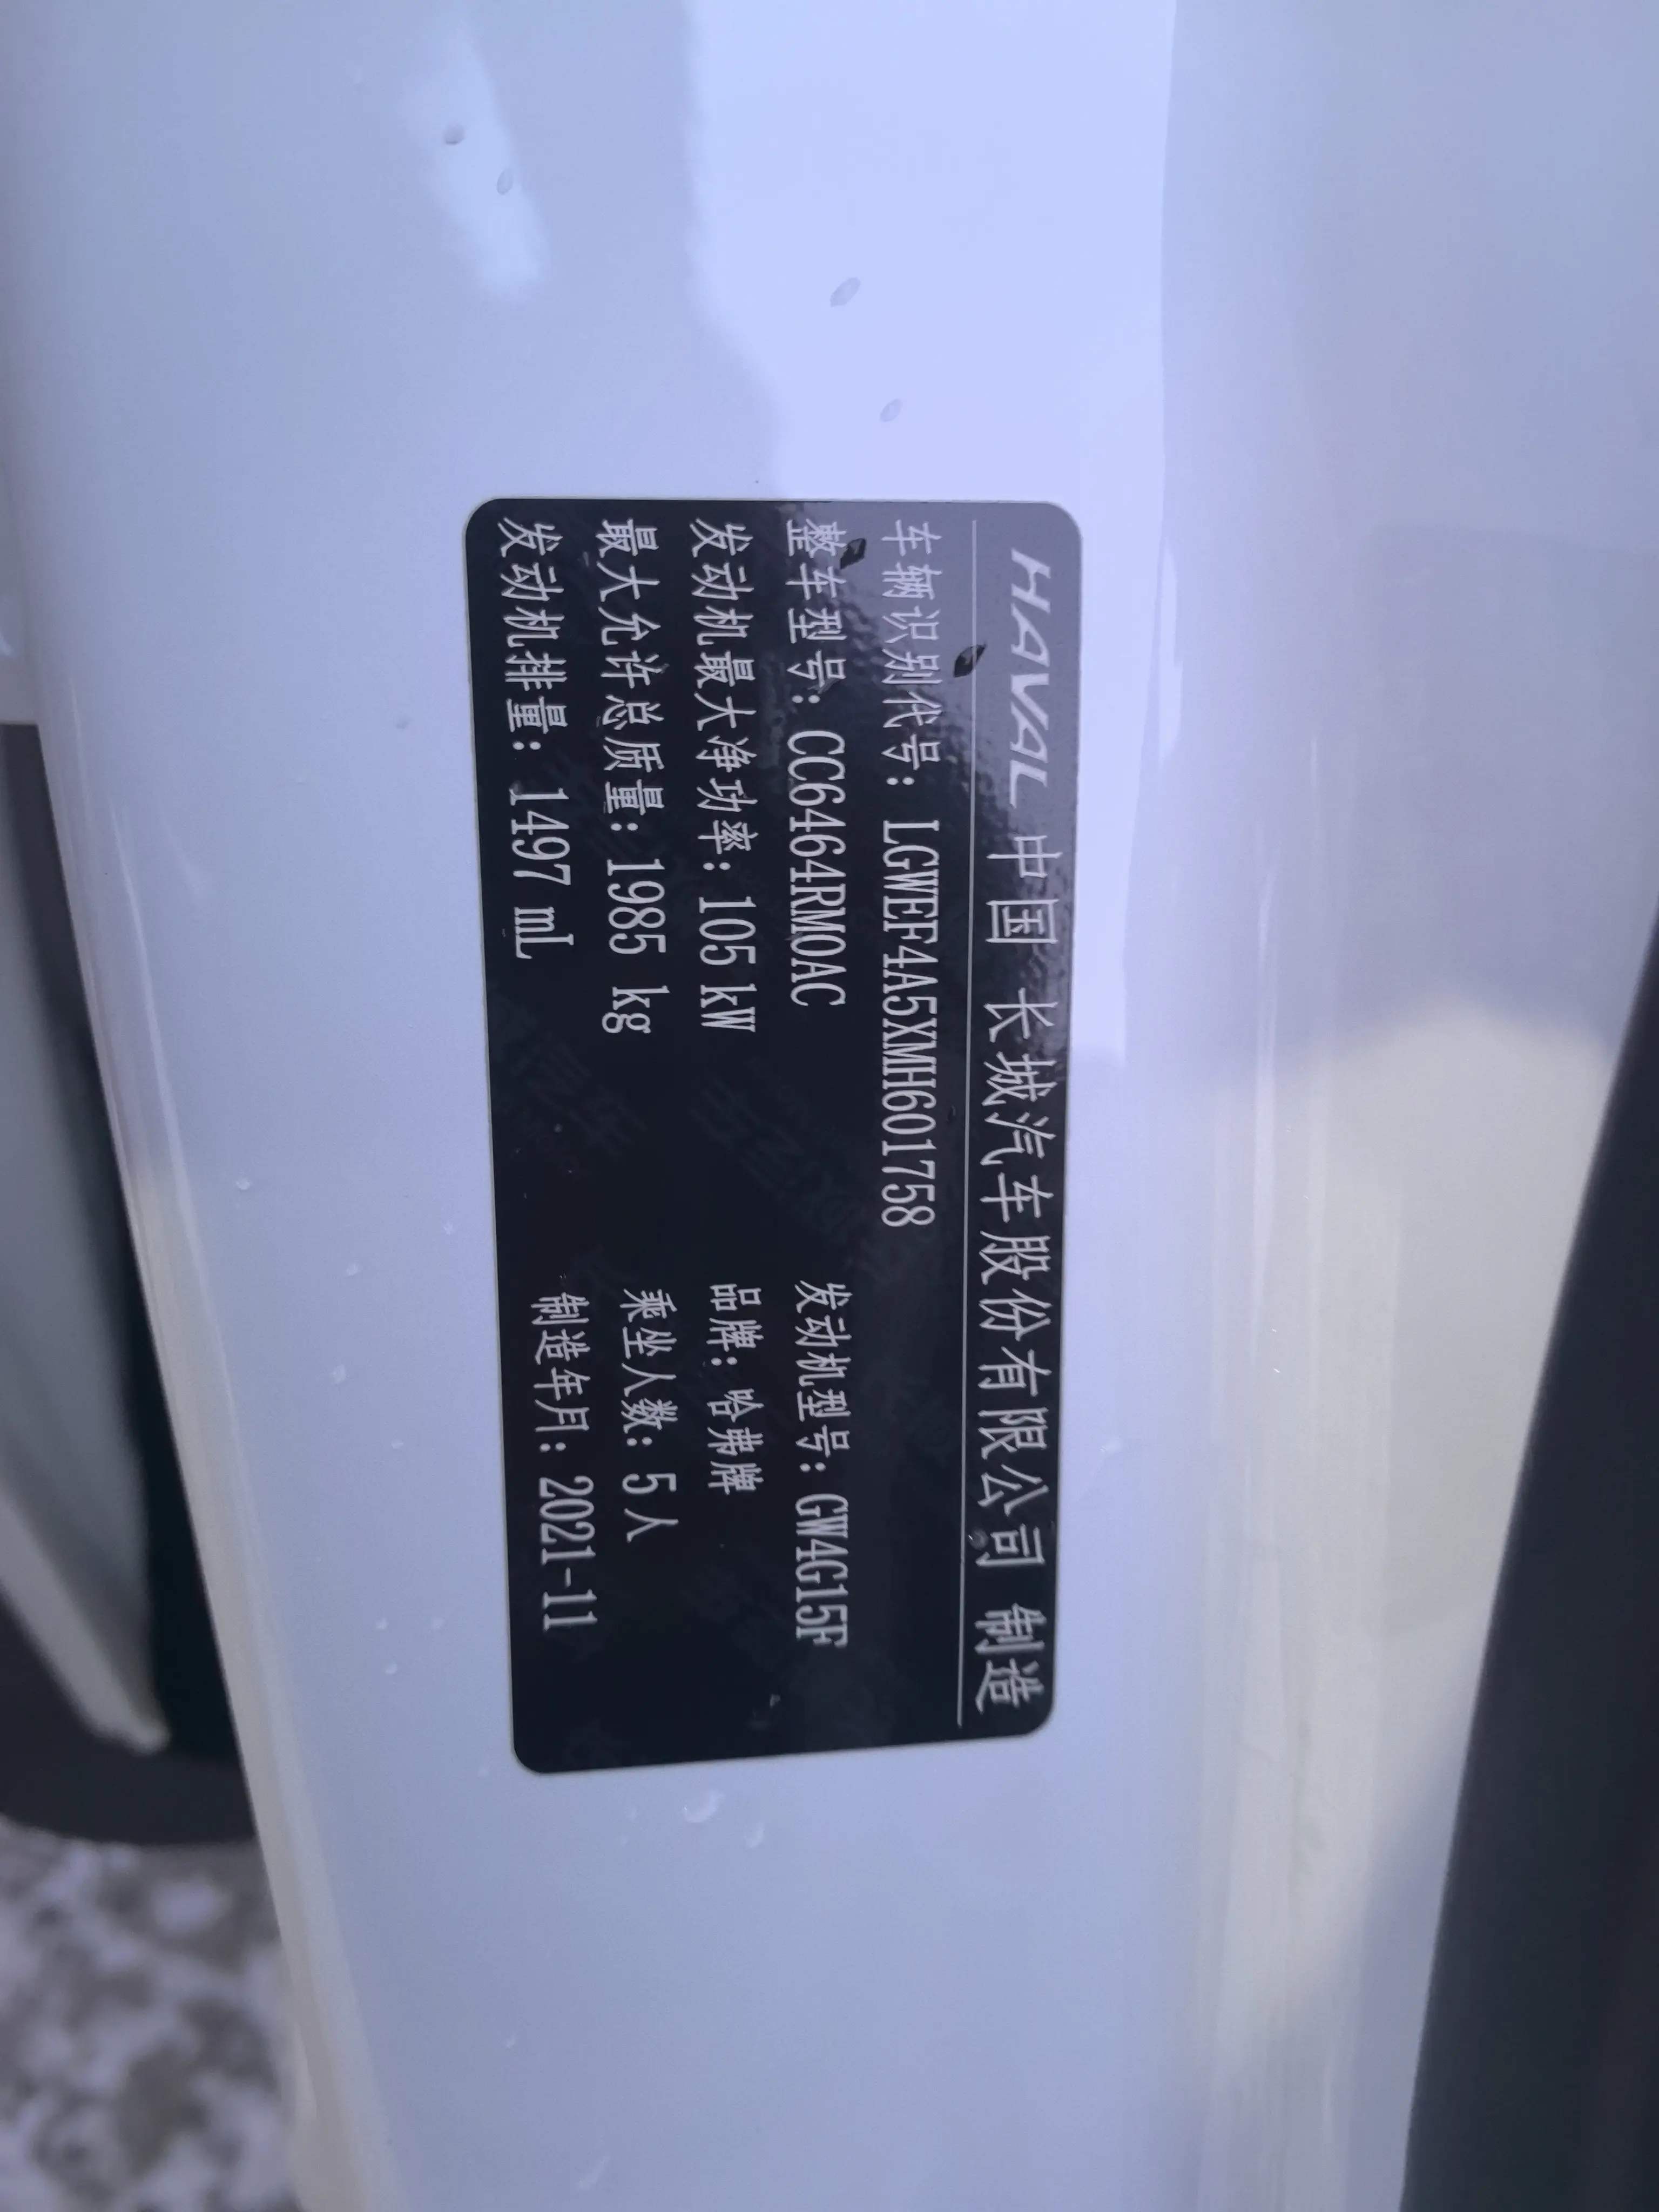 HAVAL 中国 长城汽车股份有限公司 制造
车辆识别代号: LGWEF4A5XMH601758
整车型号: CC6464RM0AC 发动机型号: GW4G15F
发动机最大净功率: 105 kW 品牌: 哈弗牌
最大允许总质量: 1985 kg 乘坐人数: 5人
发动机排量: 1497 mL 制造年月: 2021-11